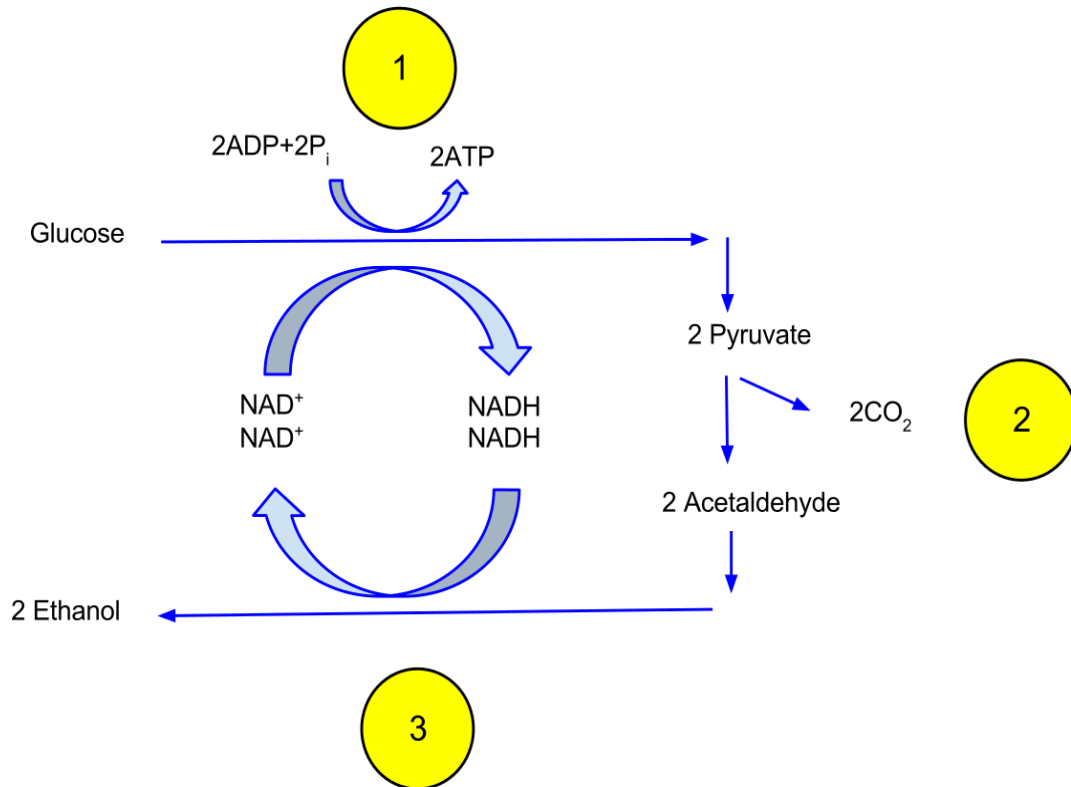 1
2ADP+2Pᵢ
2ATP
Glucose
2 Pyruvate
NAD⁺
NADH
NAD⁺
NADH
2CO₂
2
2 Acetaldehyde
2 Ethanol
3